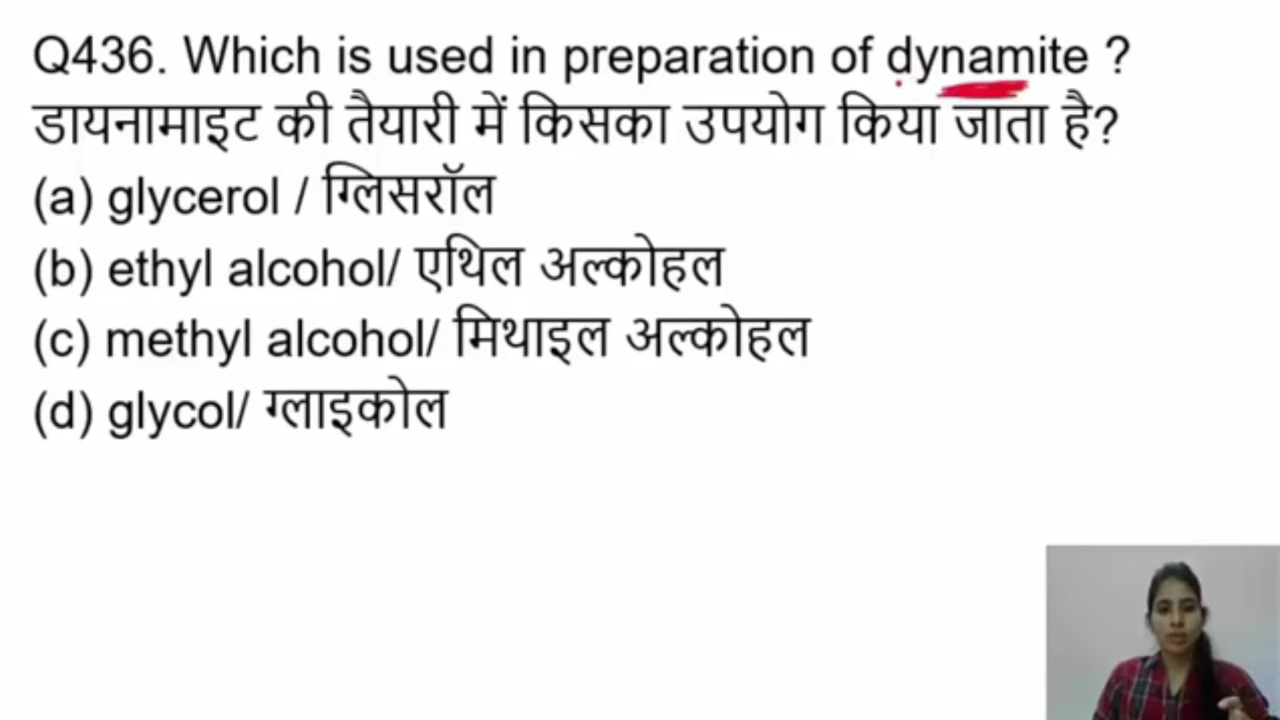 Q436. Which is used in preparation of dynamite ?
डायनामाइट की तैयारी में किसका उपयोग किया जाता है?
(a) glycerol / ग्लिसरॉल
(b) ethyl alcohol/ एथिल अल्कोहल
(c) methyl alcohol/ मिथाइल अल्कोहल
(d) glycol/ ग्लाइकोल